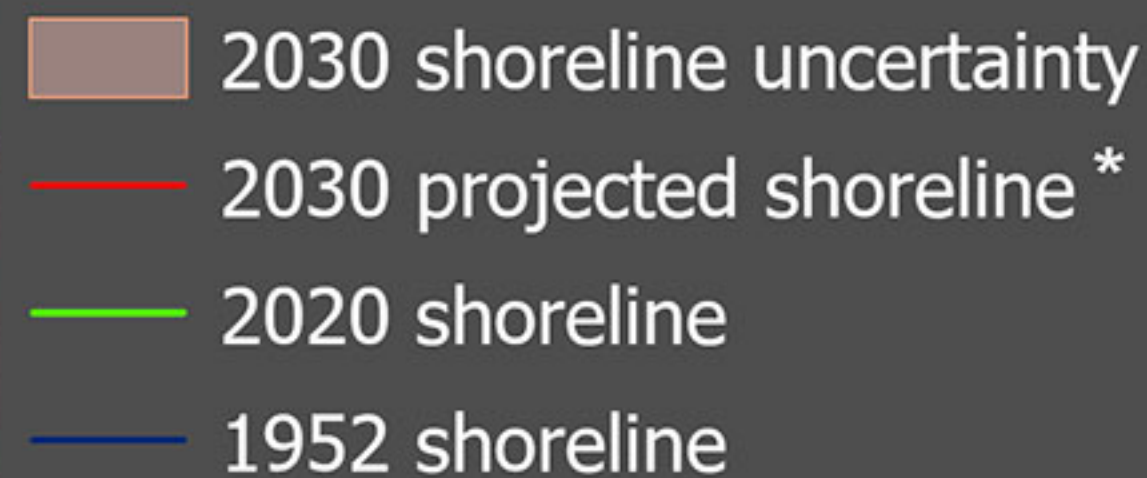 2030 shoreline uncertainty
2030 projected shoreline *
2020 shoreline
1952 shoreline